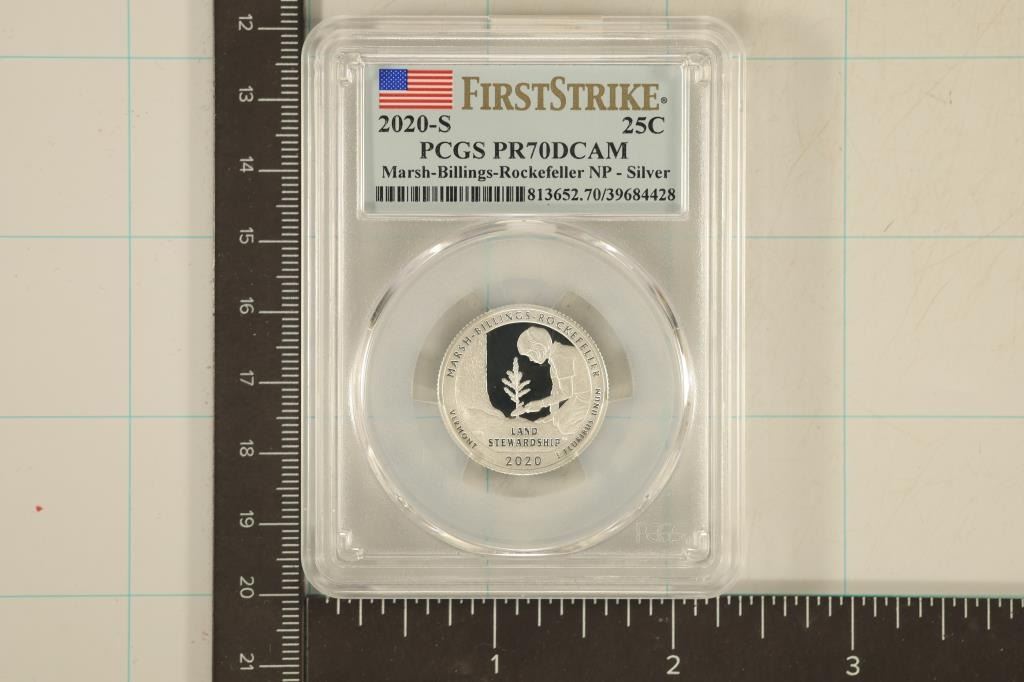 FIRSTSTRIKE®
2020-S 25C
PCGS PR70DCAM
Marsh-Billings-Rockefeller NP - Silver
813652.70/39684428
MARSH-BILLINGS-ROCKEFELLER
VERMONT
LAND
STEWARDSHIP
E PLURIBUS UNUM
2020
PCGS
12
13
14
15
16
17
18
19
20
21
1 2 3